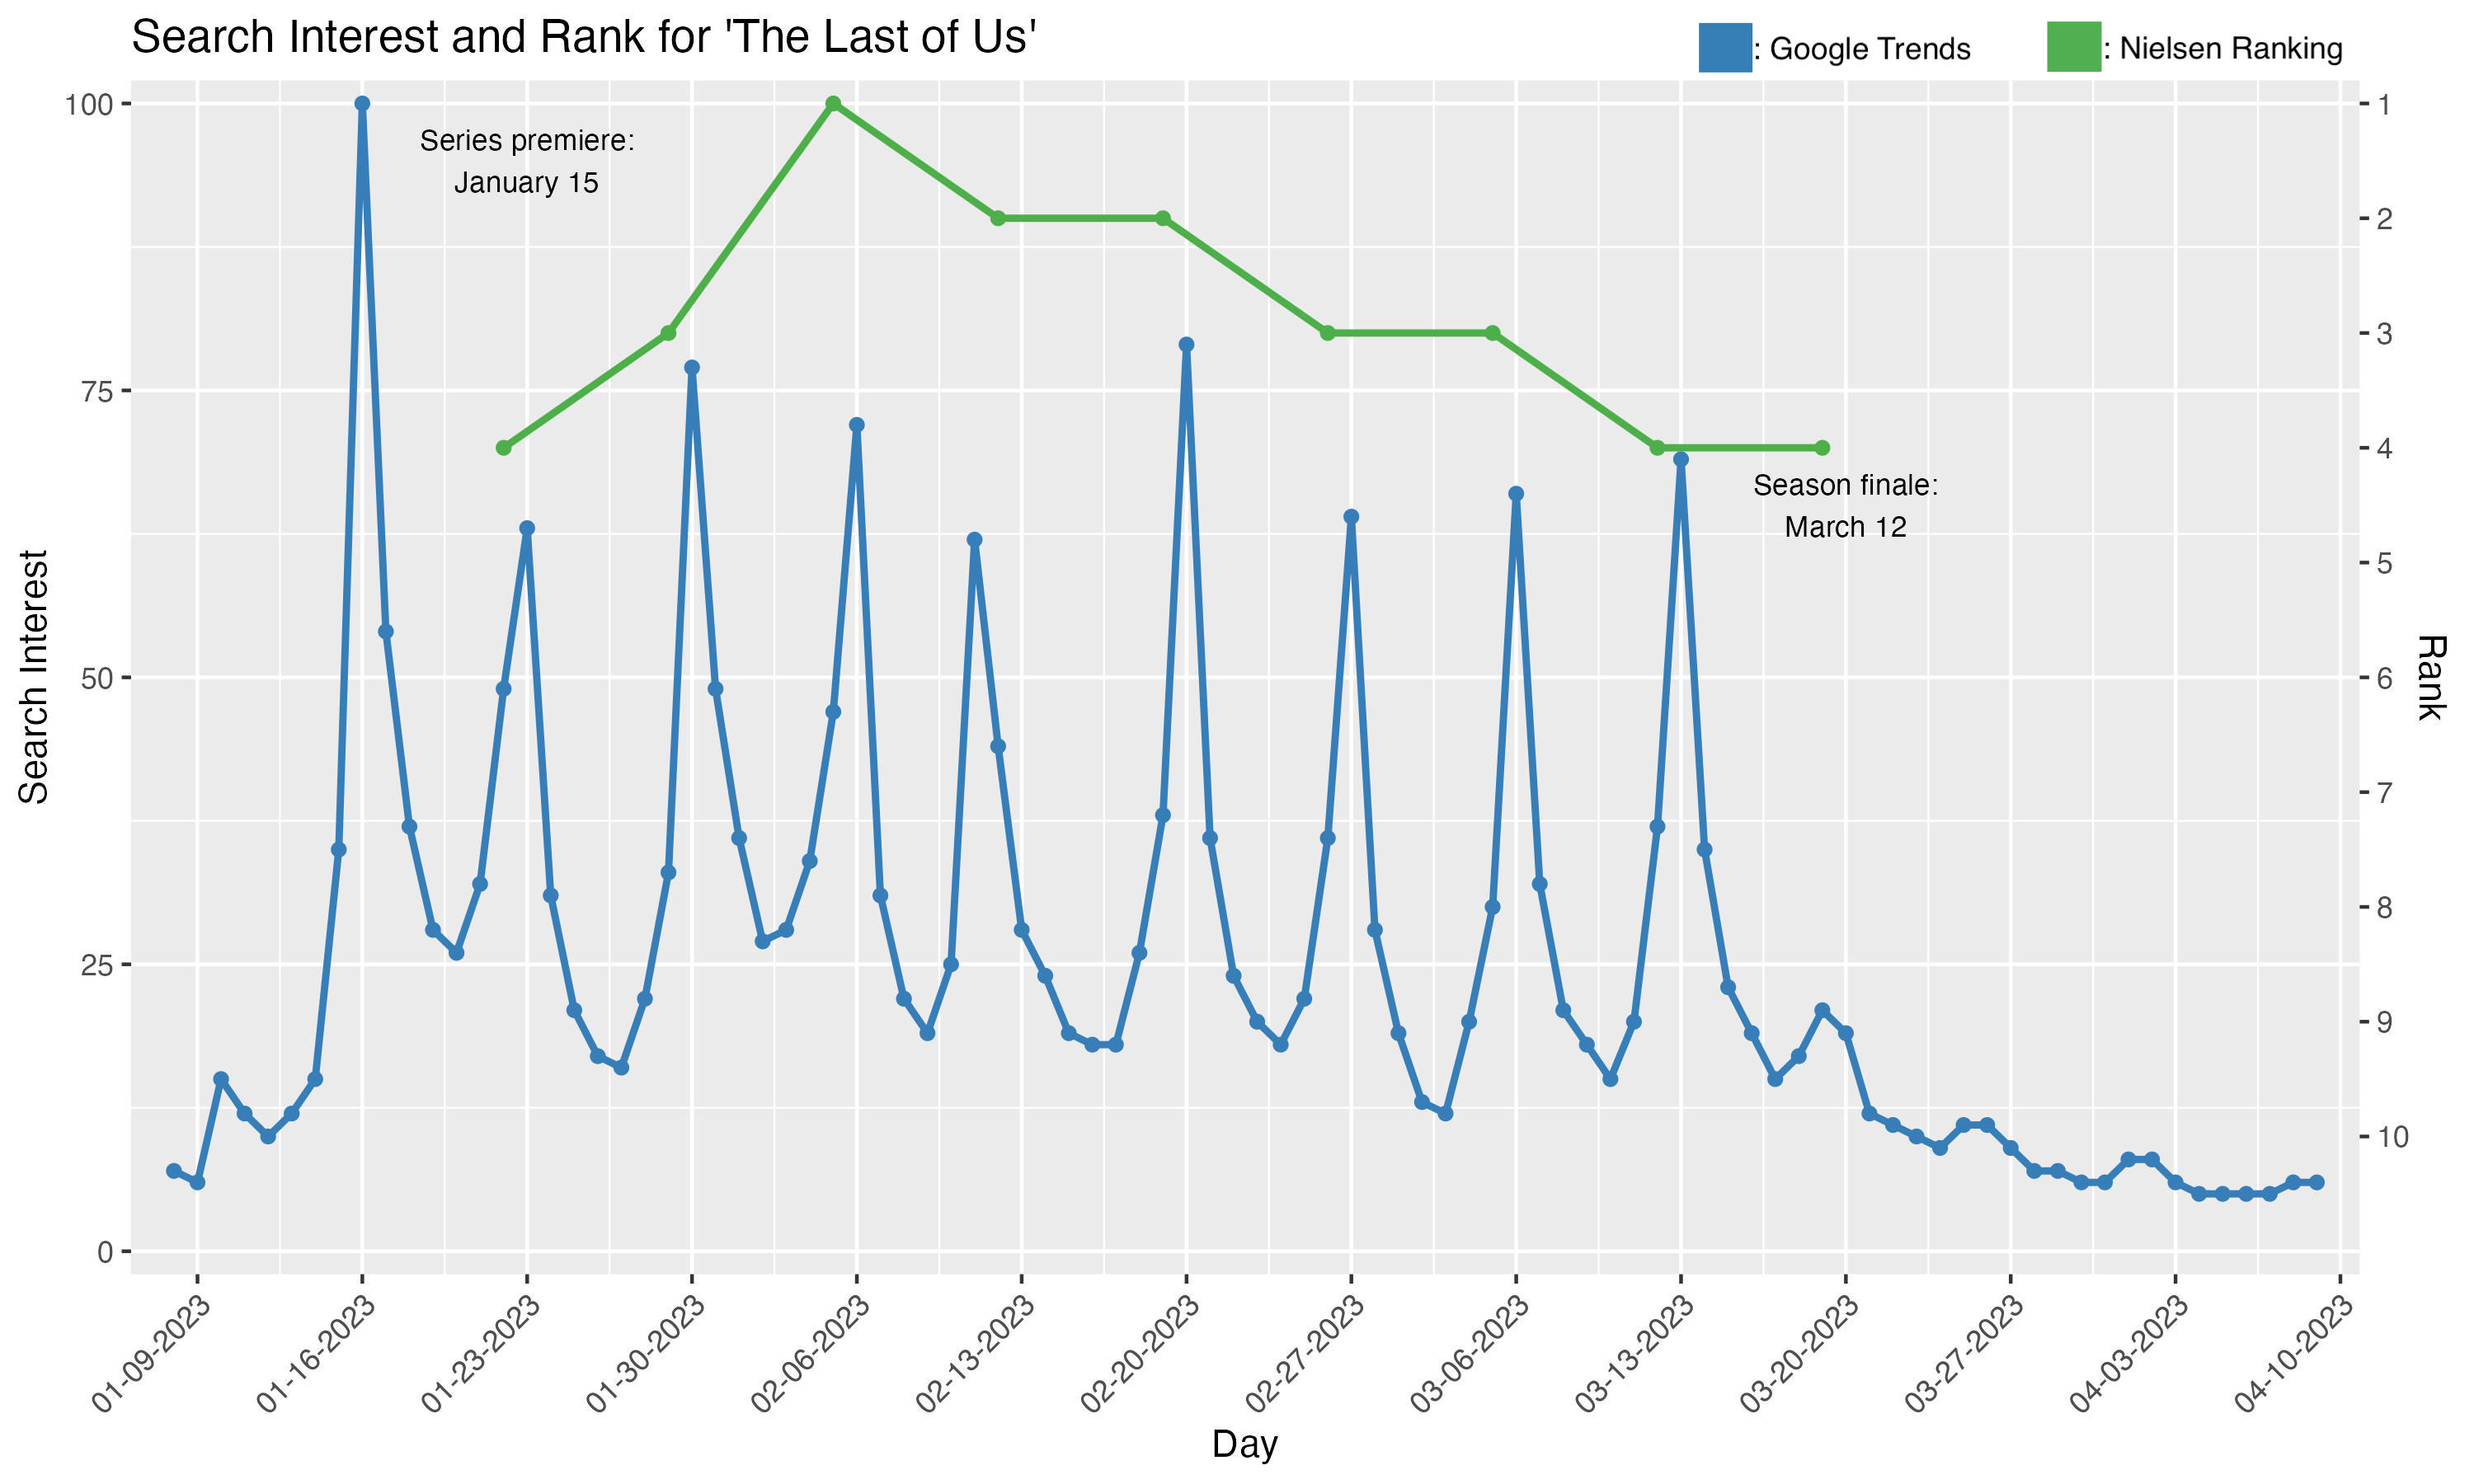 Search Interest and Rank for 'The Last of Us'
: Google Trends
: Nielsen Ranking
100
75
50
25
0
Search Interest
Series premiere:
January 15
Season finale:
March 12
1
2
3
4
5
6
7
8
9
10
Rank
01-09-2023
01-16-2023
01-23-2023
01-30-2023
02-06-2023
02-13-2023
02-20-2023
02-27-2023
03-06-2023
03-13-2023
03-20-2023
03-27-2023
04-03-2023
04-10-2023
Day